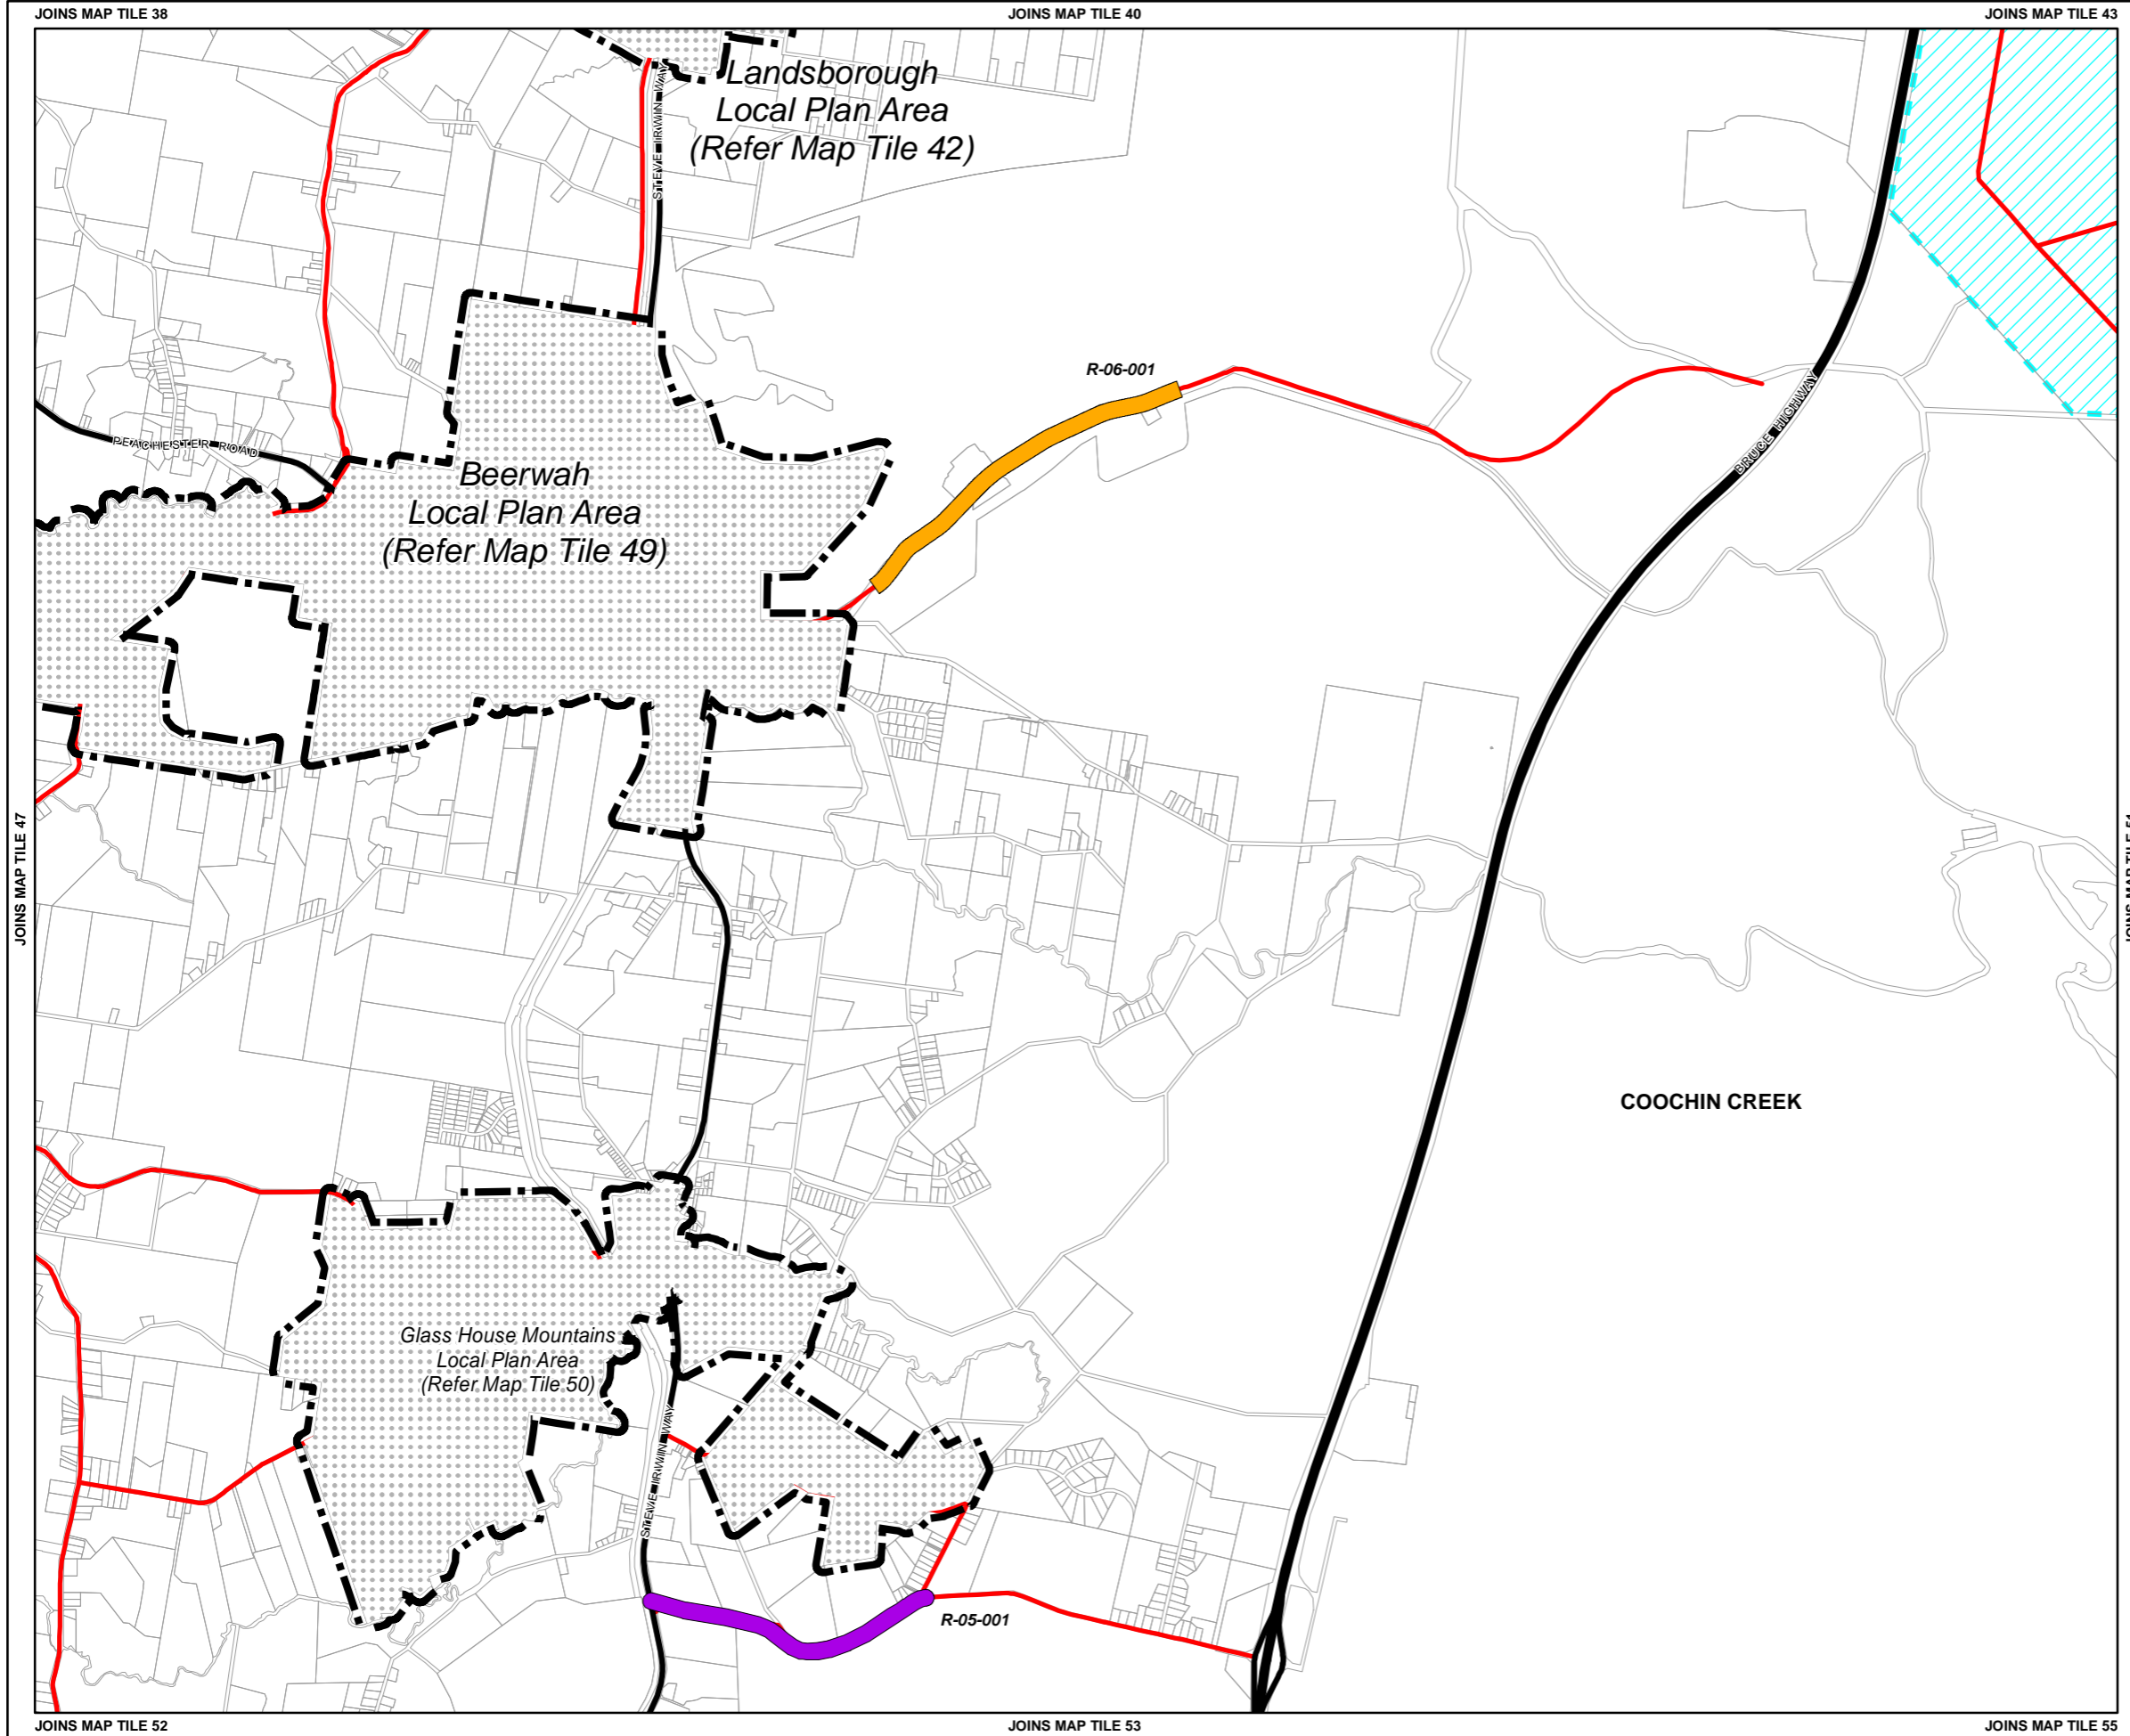 JOINS MAP TILE 38
JOINS MAP TILE 40
JOINS MAP TILE 43
Landsborough
Local Plan Area
(Refer Map Tile 42)
STEVE IRWIN WAY
R-06-001
PEACHESTER ROAD
BRUCE HIGHWAY
Beerwah
Local Plan Area
(Refer Map Tile 49)
JOINS MAP TILE 47
JOINS MAP TILE
COOCHIN CREEK
Glass House Mountains
Local Plan Area
(Refer Map Tile 50)
STEVE IRWIN WAY
R-05-001
JOINS MAP TILE 52
JOINS MAP TILE 53
JOINS MAP TILE 55